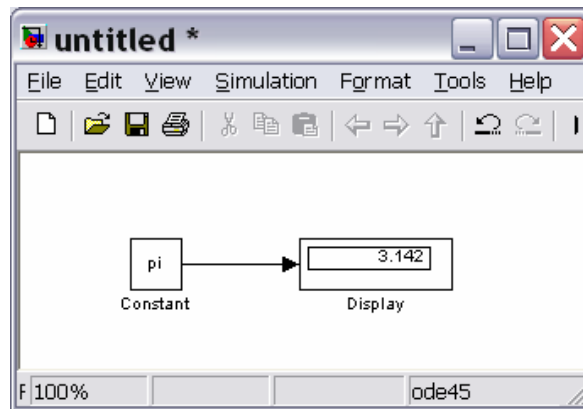 untitled *
File Edit View Simulation Format Tools Help
pi
3.142
Constant
Display
100%
ode45